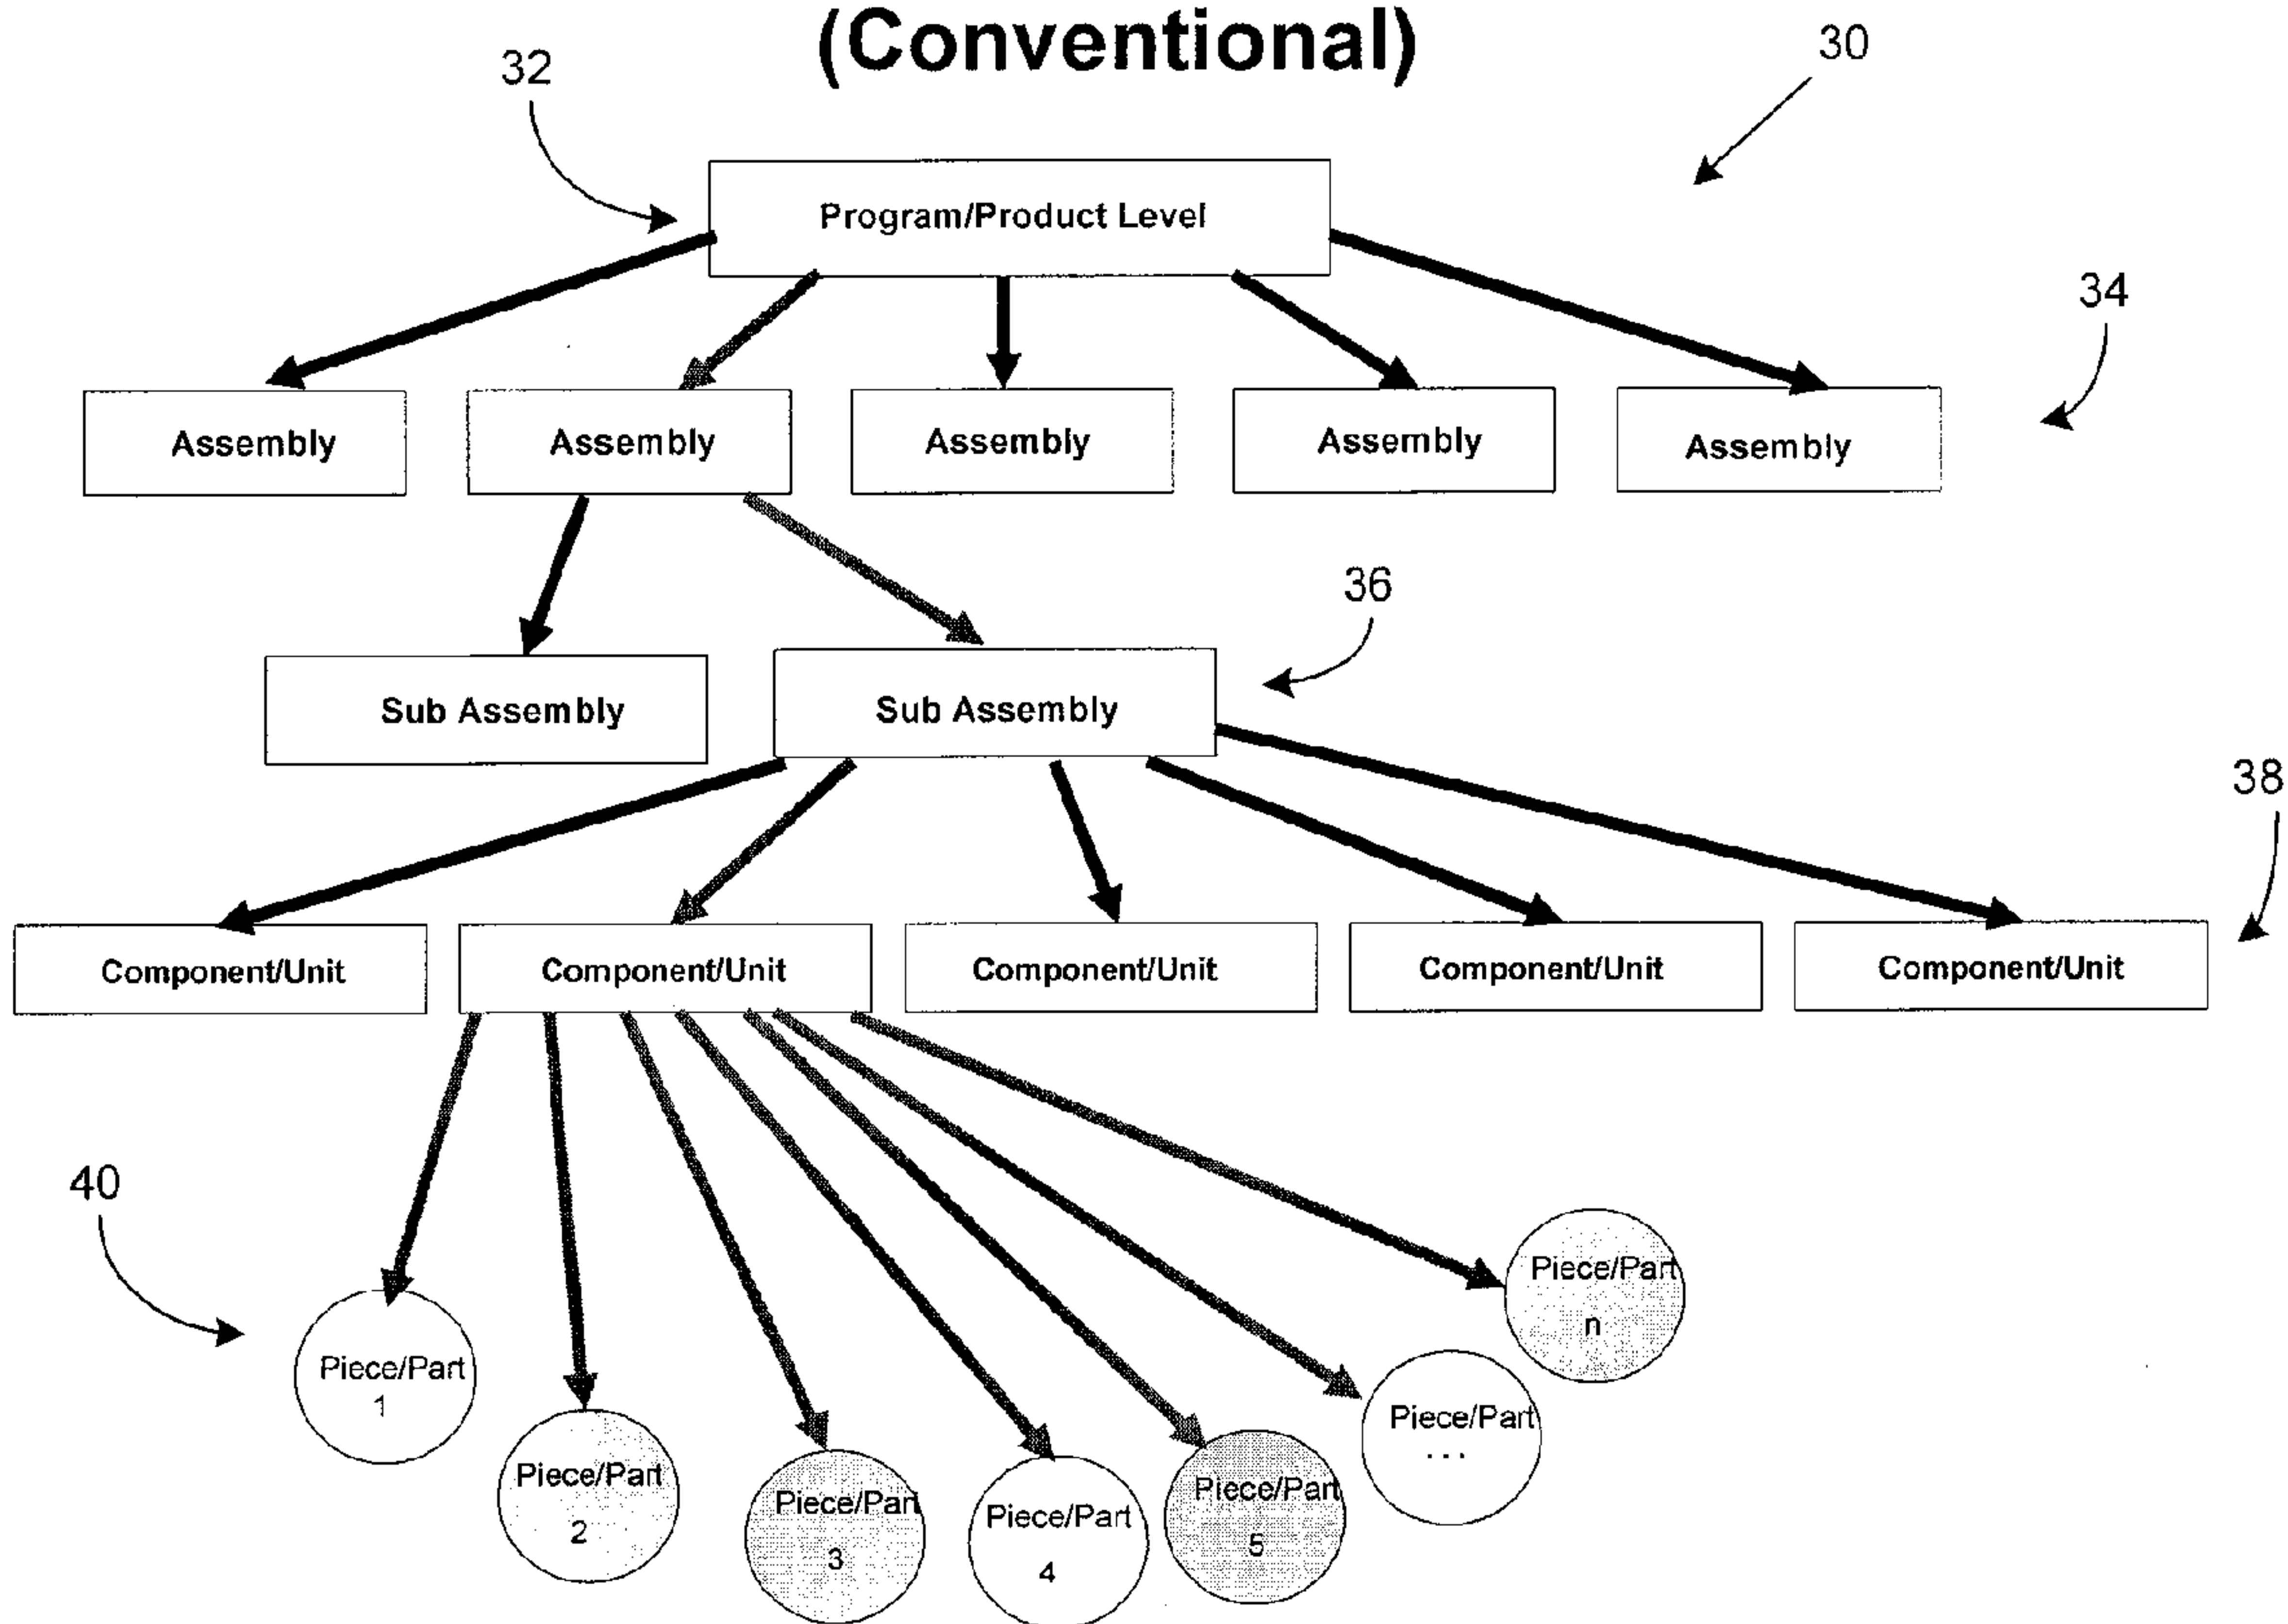 (Conventional)
32
30
Program/Product Level
34
Assembly
Assembly
Assembly
Assembly
Assembly
36
Sub Assembly
Sub Assembly
38
Component/Unit
Component/Unit
Component/Unit
Component/Unit
Component/Unit
40
Piece/Part
1
Piece/Part
2
Piece/Part
3
Piece/Part
4
Piece/Part
5
Piece/Part
...
Piece/Part
n